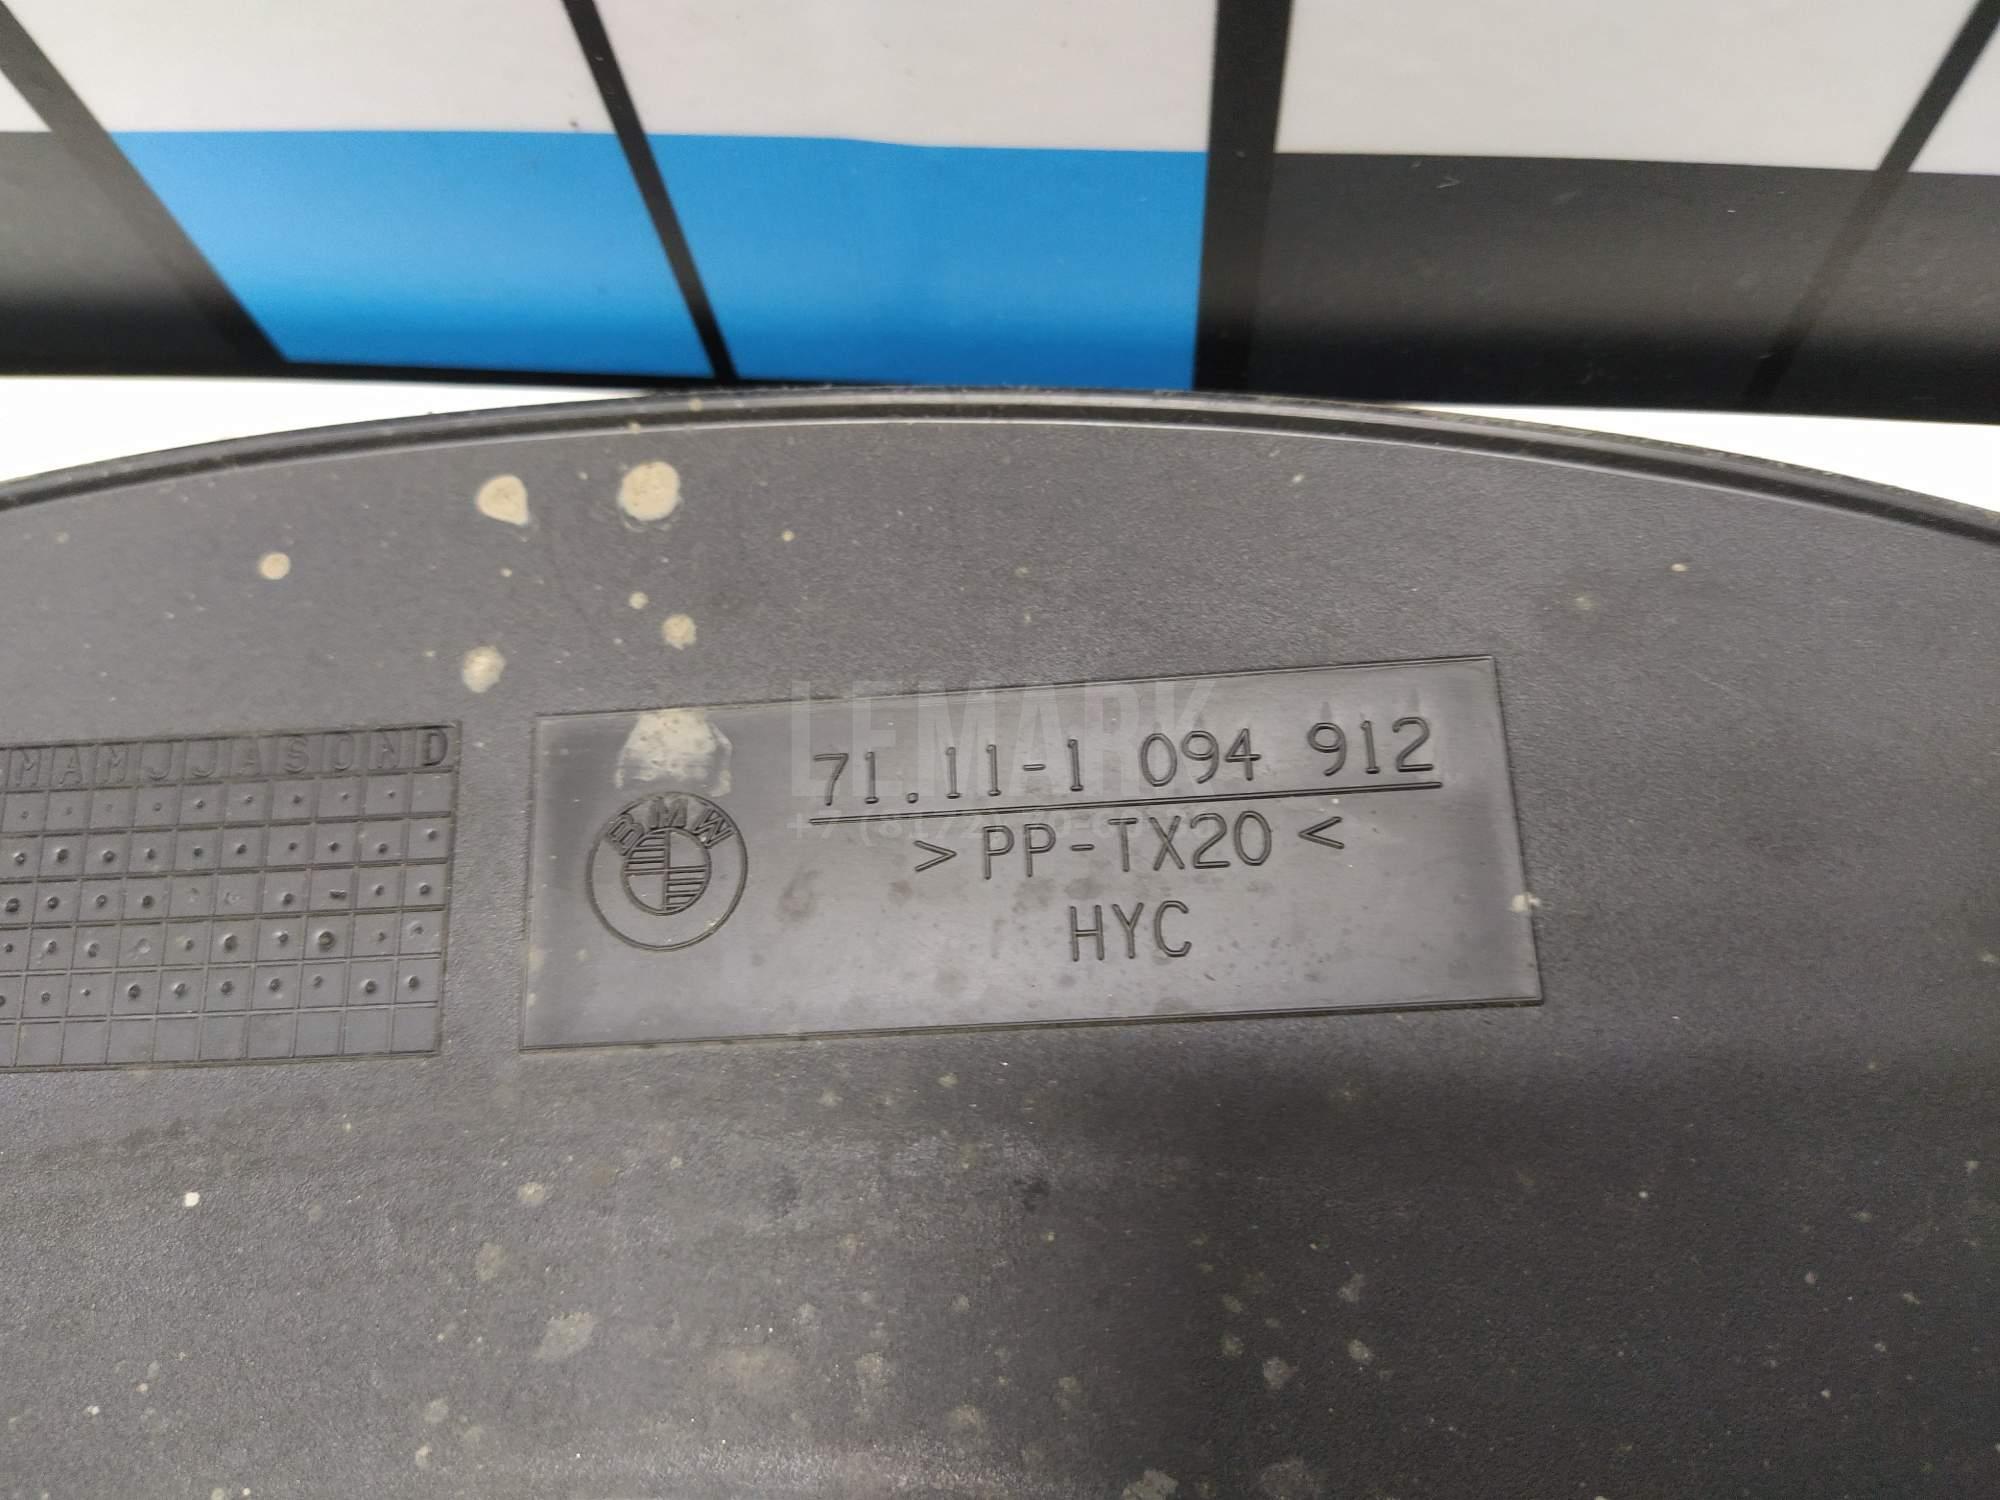 LEMARK
71.11-1 094 912
BMW
>PP-TX20<
HYC
MAMJJASOND